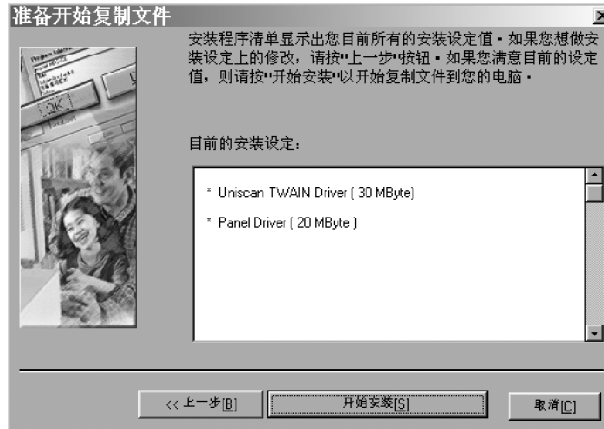 准备开始复制文件
安装程序清单显示出您目前所有的安装设定值。如果您想做安
装设定上的修改，请按"上一步"按钮。如果您满意目前的设定
值，则请按"开始安装"以开始复制文件到您的电脑。
目前的安装设定:
* Uniscan TWAIN Driver ( 30 MByte)
* Panel Driver ( 20 MByte )
<< 上一步[B]
开始安装[S]
取消[C]